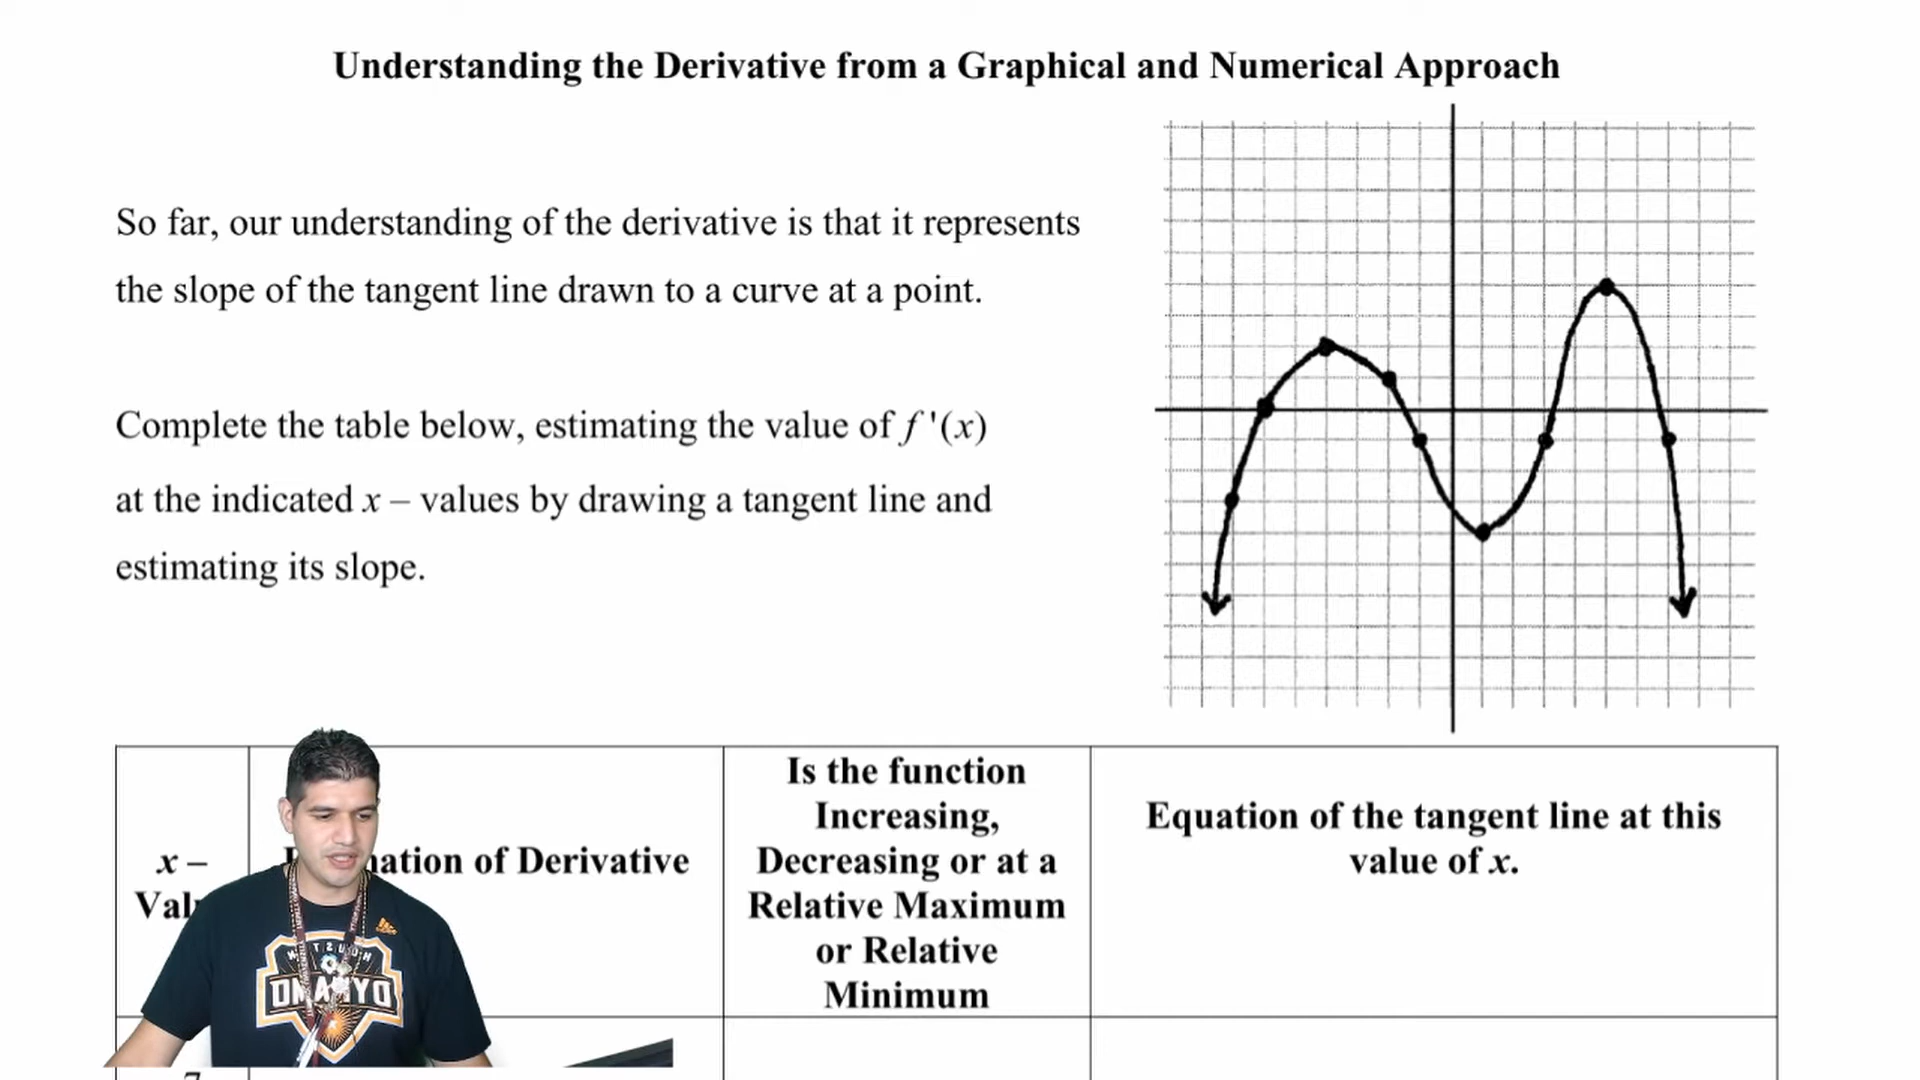 Understanding the Derivative from a Graphical and Numerical Approach
So far, our understanding of the derivative is that it represents
the slope of the tangent line drawn to a curve at a point.
Complete the table below, estimating the value of f '(x)
at the indicated x – values by drawing a tangent line and
estimating its slope.
x –
of Derivative
Is the function
Increasing,
Decreasing or at a
Relative Maximum
or Relative
Minimum
Equation of the tangent line at this
value of x.